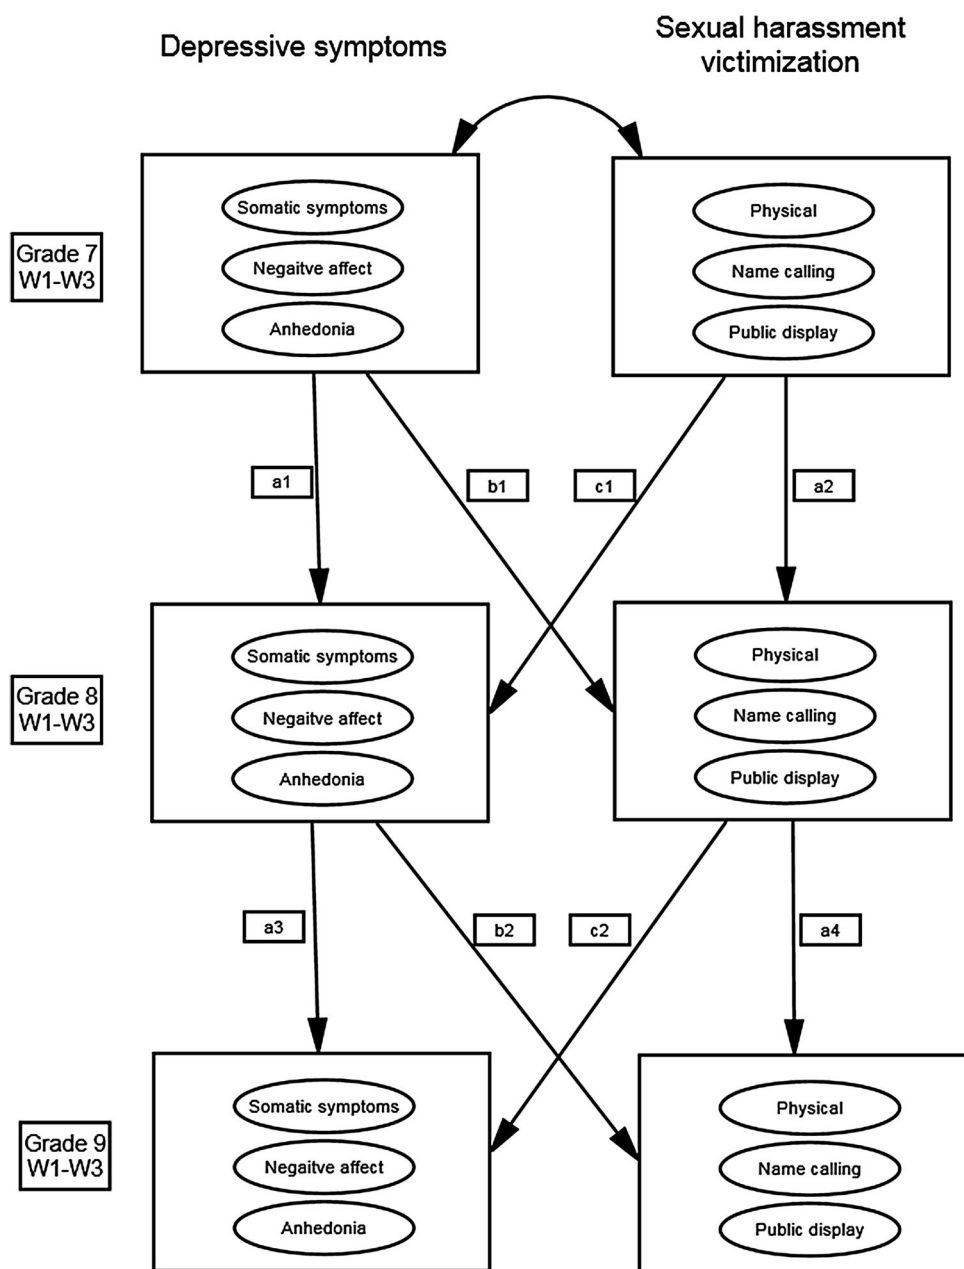 Depressive symptoms
Sexual harassment
victimization
Grade 7
W1-W3
Somatic symptoms
Negaitve affect
Anhedonia
Physical
Name calling
Public display
a1
b1
c1
a2
Grade 8
W1-W3
Somatic symptoms
Negaitve affect
Anhedonia
Physical
Name calling
Public display
a3
b2
c2
a4
Grade 9
W1-W3
Somatic symptoms
Negaitve affect
Anhedonia
Physical
Name calling
Public display